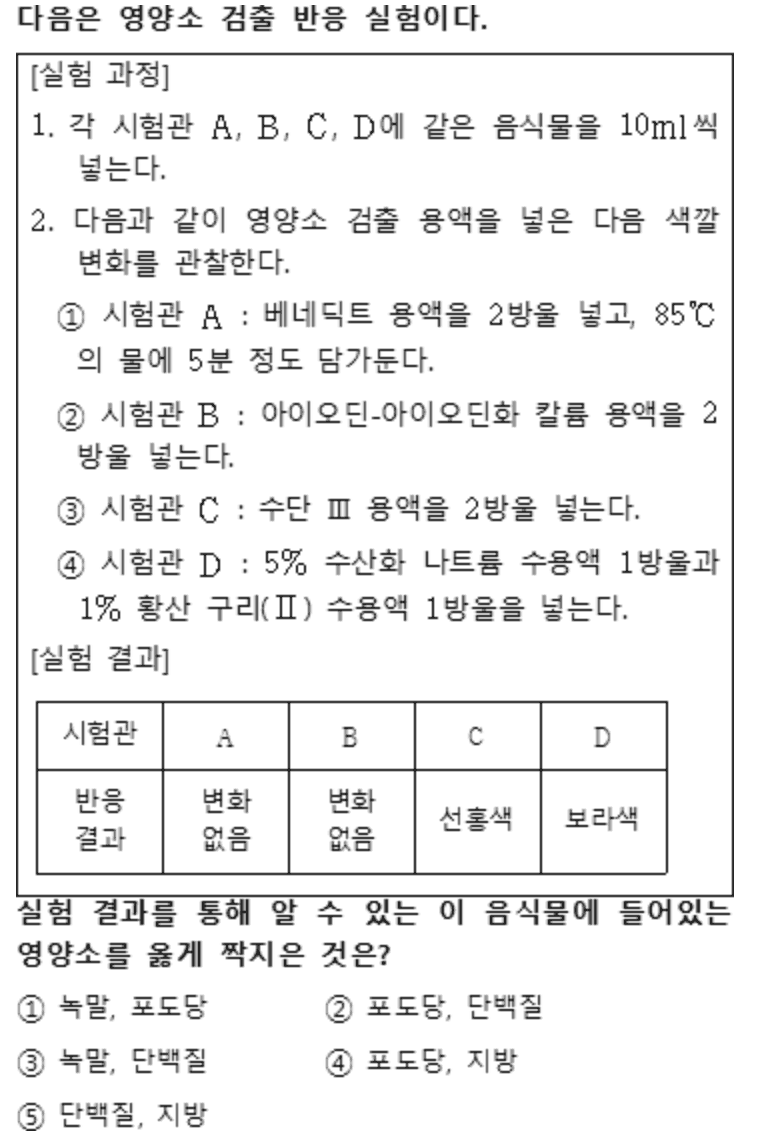 다음은 영양소 검출 반응 실험이다.
[실험 과정]
1. 각 시험관 A, B, C, D에 같은 음식물을 10ml씩
넣는다.
2. 다음과 같이 영양소 검출 용액을 넣은 다음 색깔
변화를 관찰한다.
① 시험관 A : 베네딕트 용액을 2방울 넣고, 85℃
의 물에 5분 정도 담가둔다.
② 시험관 B : 아이오딘-아이오딘화 칼륨 용액을 2
방울 넣는다.
③ 시험관 C : 수단 Ⅲ 용액을 2방울 넣는다.
④ 시험관 D : 5% 수산화 나트륨 수용액 1방울과
1% 황산 구리(Ⅱ) 수용액 1방울을 넣는다.
[실험 결과]
시험관 A B C D
반응 결과 변화 없음 변화 없음 선홍색 보라색
실험 결과를 통해 알 수 있는 이 음식물에 들어있는
영양소를 옳게 짝지은 것은?
① 녹말, 포도당 ② 포도당, 단백질
③ 녹말, 단백질 ④ 포도당, 지방
⑤ 단백질, 지방